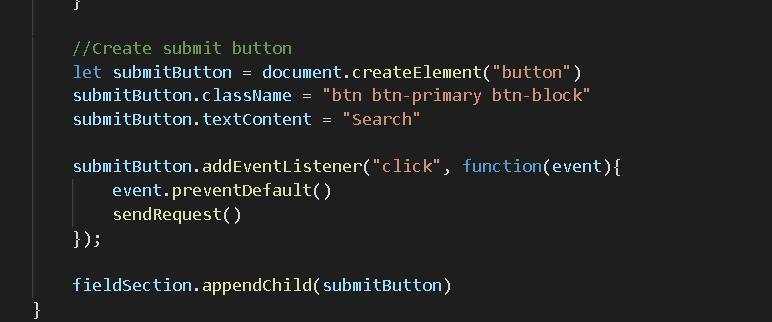 }
//Create submit button
let submitButton = document.createElement("button")
submitButton.className = "btn btn-primary btn-block"
submitButton.textContent = "Search"
submitButton.addEventListener("click", function(event){
event.preventDefault()
sendRequest()
});
fieldSection.appendChild(submitButton)
}